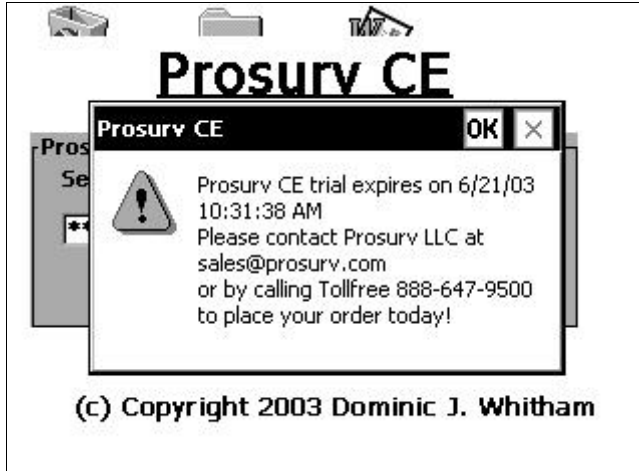 Prosurv CE
Prosurv CE OK
Pros
Se
**
Prosurv CE trial expires on 6/21/03
10:31:38 AM
Please contact Prosurv LLC at
sales@prosurv.com
or by calling Tollfree 888-647-9500
to place your order today!
(c) Copyright 2003 Dominic J. Whitham